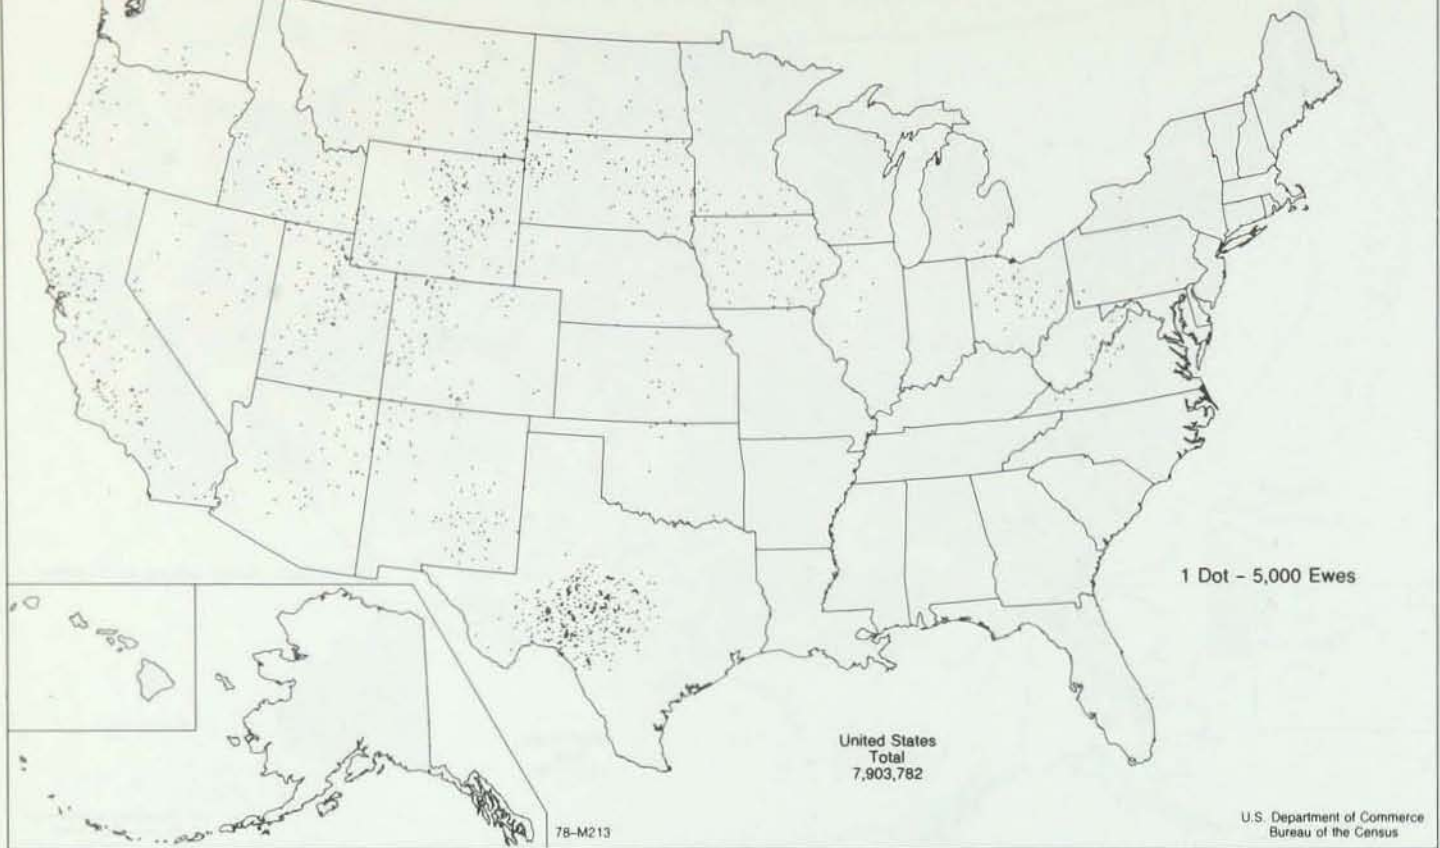 1 Dot – 5,000 Ewes
United States
Total
7,903,782
78–M213
U.S. Department of Commerce
Bureau of the Census